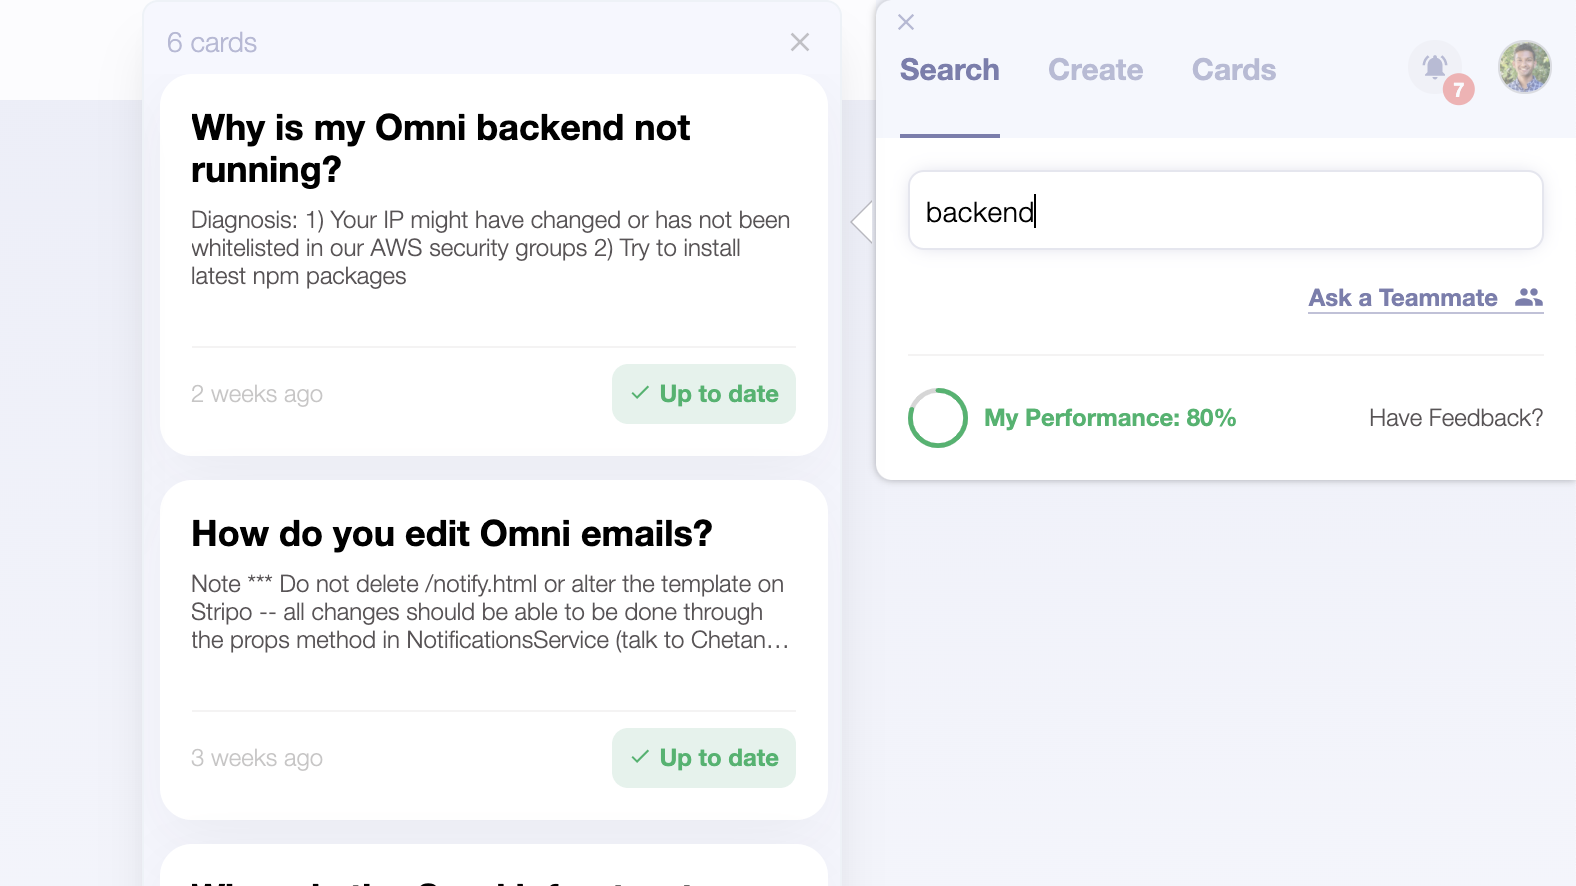 6 cards
Why is my Omni backend not
running?
Diagnosis: 1) Your IP might have changed or has not been
whitelisted in our AWS security groups 2) Try to install
latest npm packages
2 weeks ago
Up to date
How do you edit Omni emails?
Note *** Do not delete /notify.html or alter the template on
Stripo -- all changes should be able to be done through
the props method in NotificationsService (talk to Chetan…
3 weeks ago
Up to date
Search
Create
Cards
7
backend
Ask a Teammate
My Performance: 80%
Have Feedback?